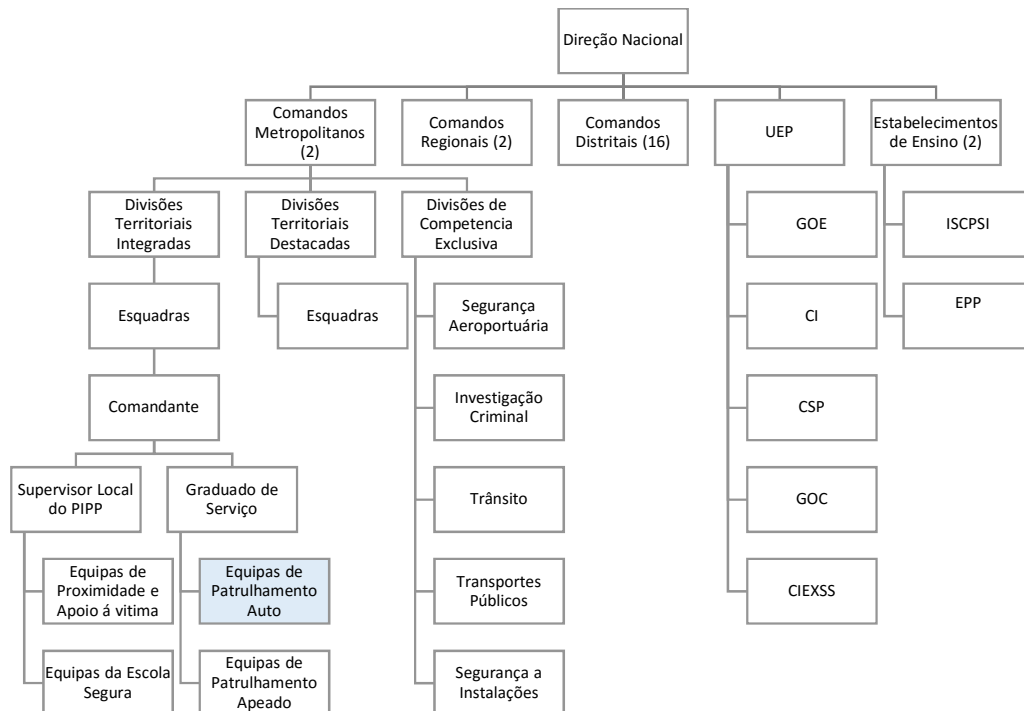 Direção Nacional
Comandos
Metropolitanos
(2)
Comandos
Regionais (2)
Comandos
Distritais (16)
UEP
Estabelecimentos
de Ensino (2)
Divisões
Territoriais
Integradas
Divisões
Territoriais
Destacadas
Divisões de
Competencia
Exclusiva
GOE
ISCPSI
Esquadras
Esquadras
Segurança
Aeroportuária
CI
EPP
Comandante
Investigação
Criminal
CSP
Supervisor Local
do PIPP
Graduado de
Serviço
Trânsito
GOC
Equipas de
Proximidade e
Apoio á vitima
Equipas de
Patrulhamento
Auto
Transportes
Públicos
CIEXSS
Equipas da Escola
Segura
Equipas de
Patrulhamento
Apeado
Segurança a
Instalações